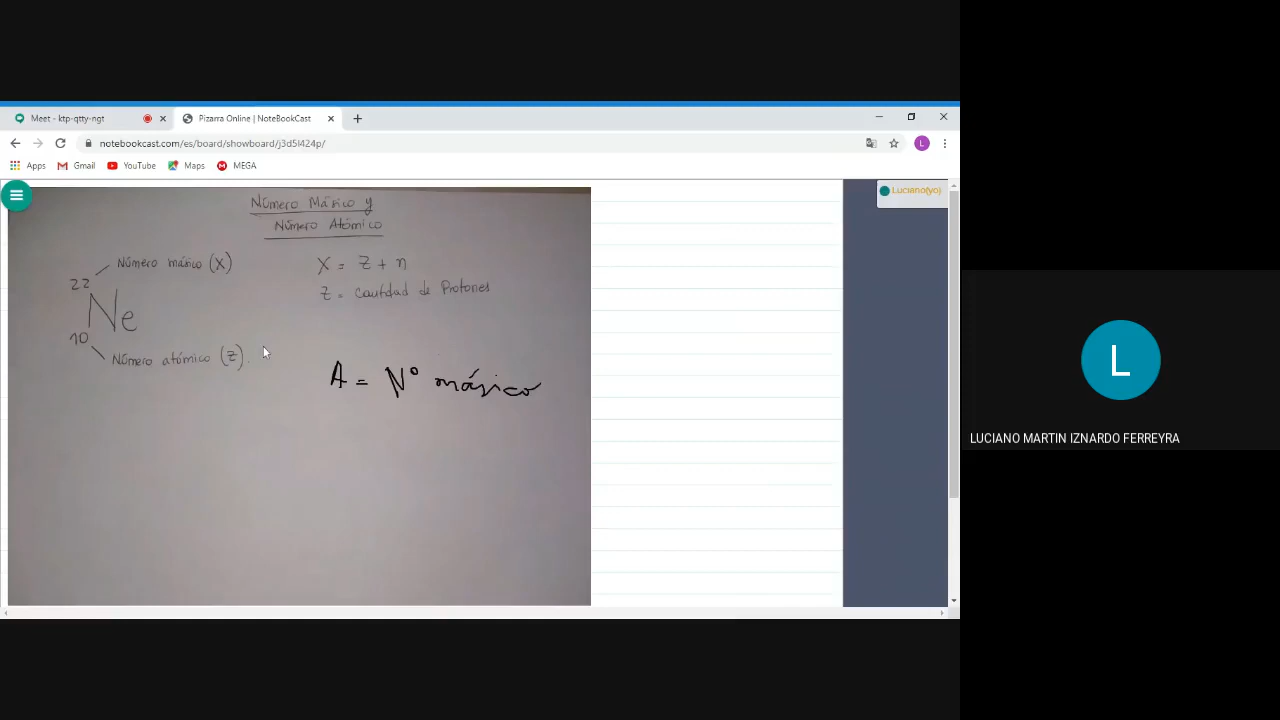 Meet - ktp-qtty-ngt
Pizarra Online | NoteBookCast
notebookcast.com/es/board/showboard/j3d5l424p/
Apps
Gmail
YouTube
Maps
MEGA
Luciano(yo)
Número Másico y
Número Atómico
Número másico (X)
X = Z + n
22
Z = Cantidad de Protones
Ne
10
Número atómico (Z).
A = Nº másico
L
L
LUCIANO MARTIN IZNARDO FERREYRA